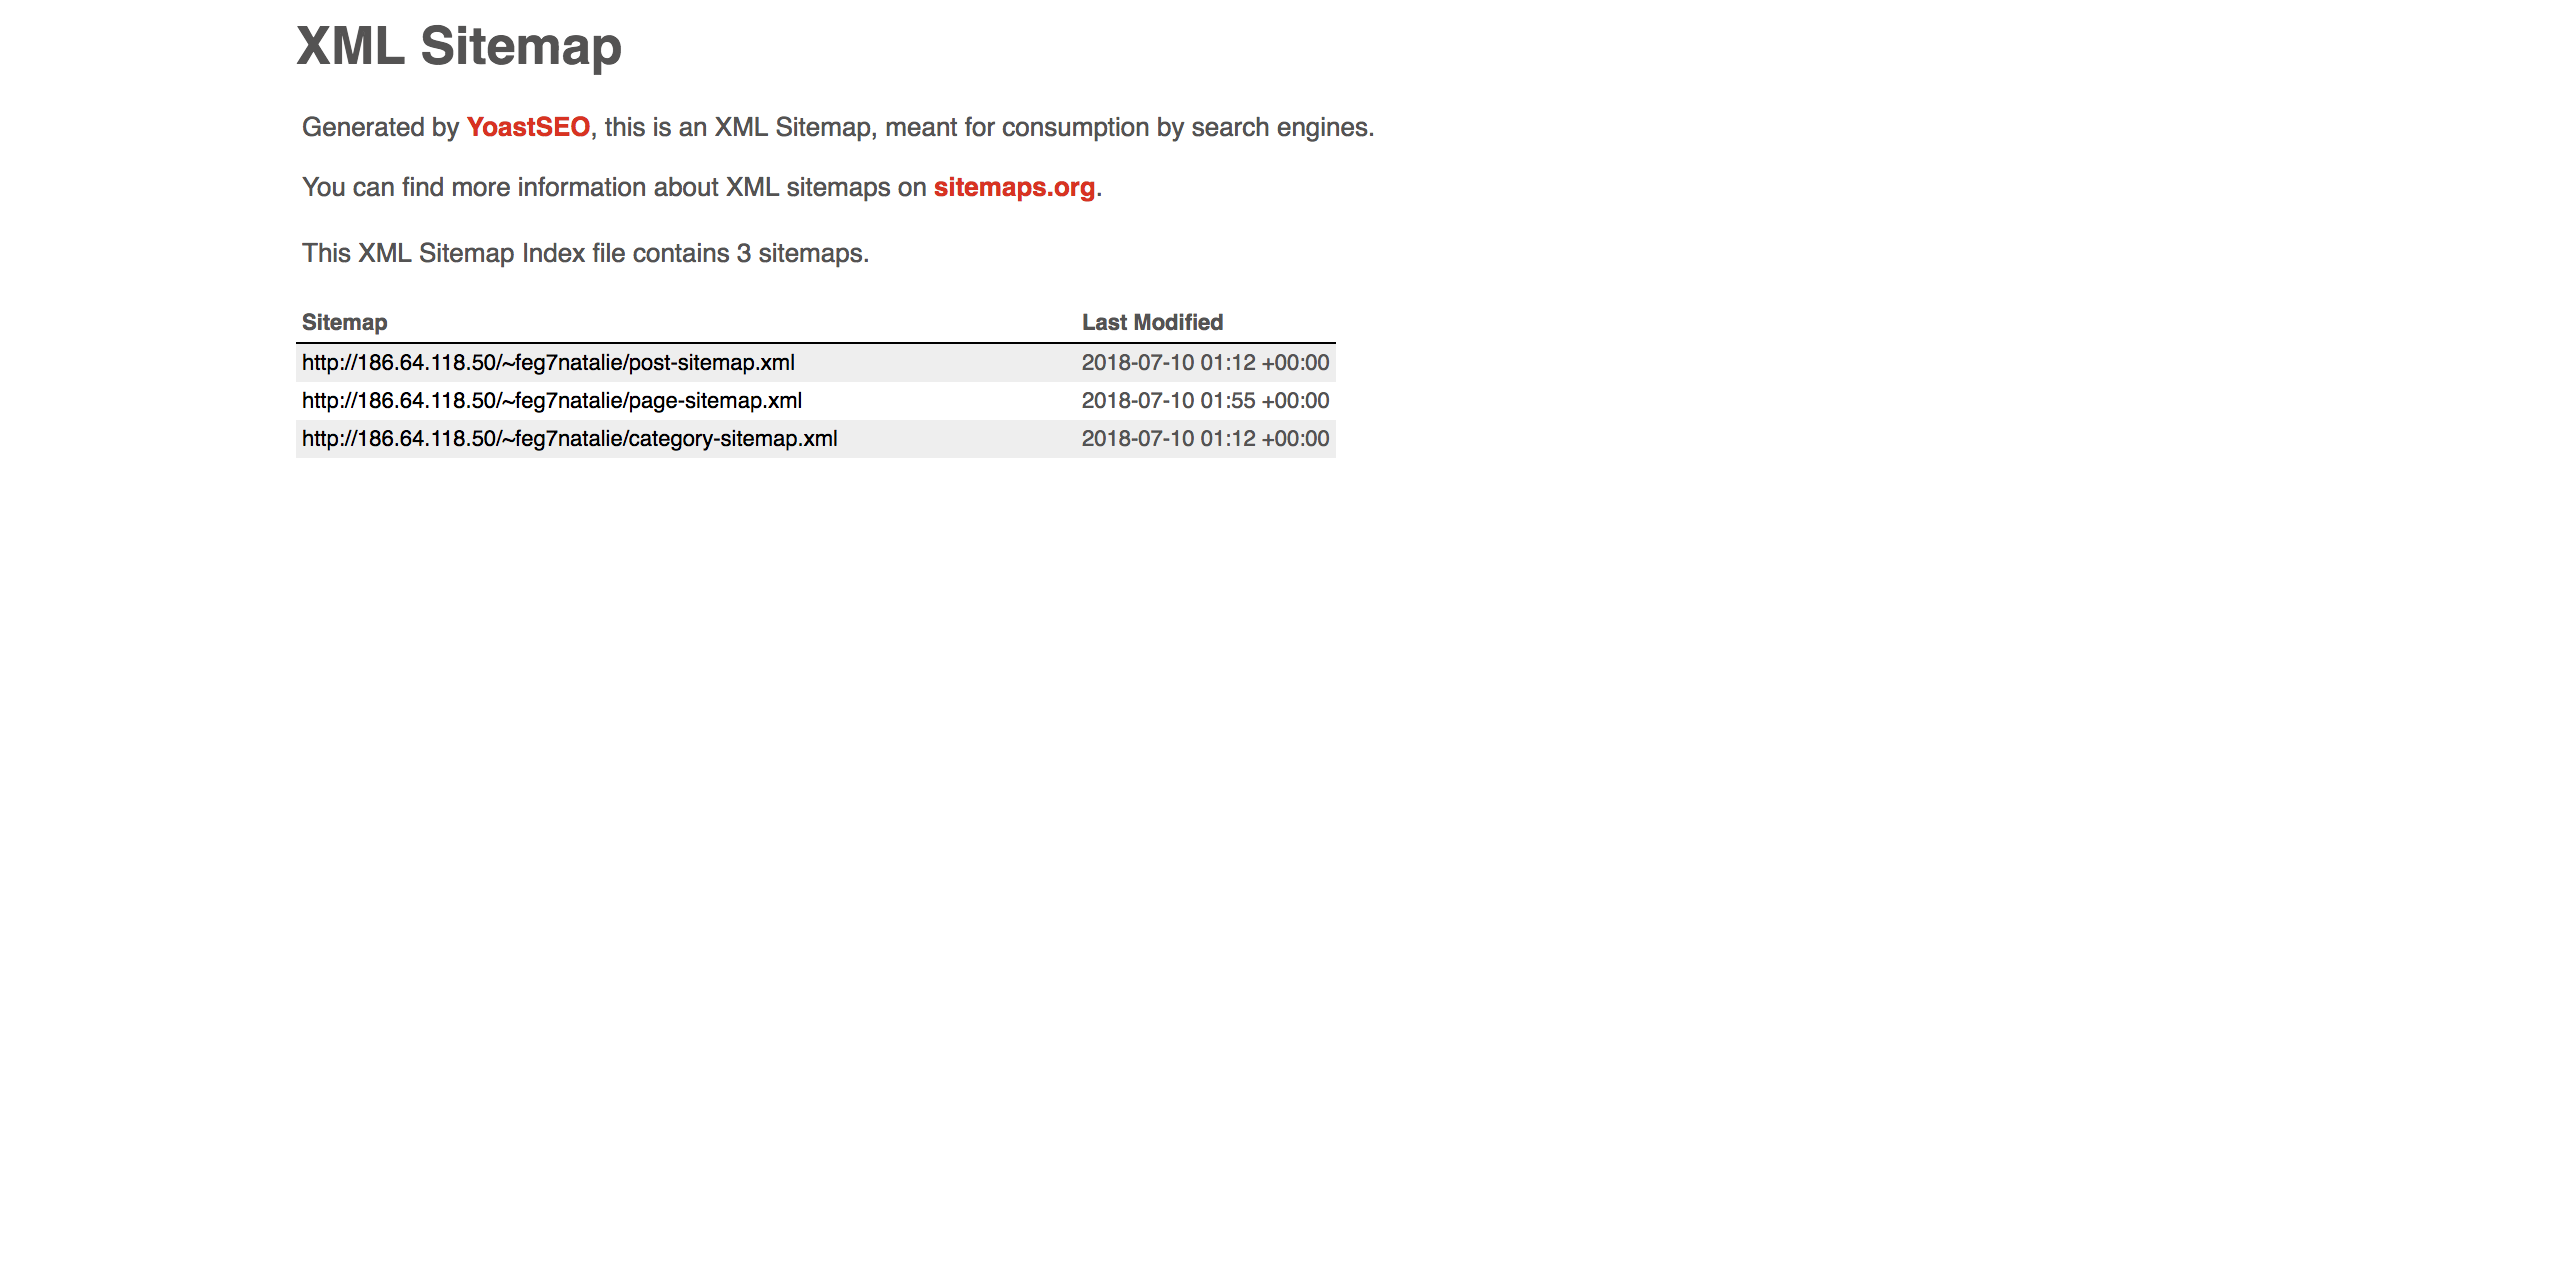 XML Sitemap
Generated by YoastSEO, this is an XML Sitemap, meant for consumption by search engines.
You can find more information about XML sitemaps on sitemaps.org.
This XML Sitemap Index file contains 3 sitemaps.
Sitemap Last Modified
http://186.64.118.50/~feg7natalie/post-sitemap.xml 2018-07-10 01:12 +00:00
http://186.64.118.50/~feg7natalie/page-sitemap.xml 2018-07-10 01:55 +00:00
http://186.64.118.50/~feg7natalie/category-sitemap.xml 2018-07-10 01:12 +00:00